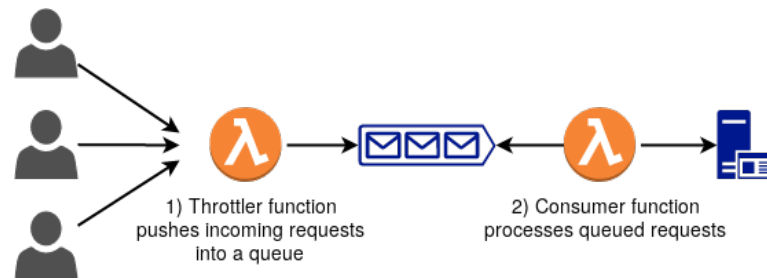 1) Throttler function
pushes incoming requests
into a queue
2) Consumer function
processes queued requests